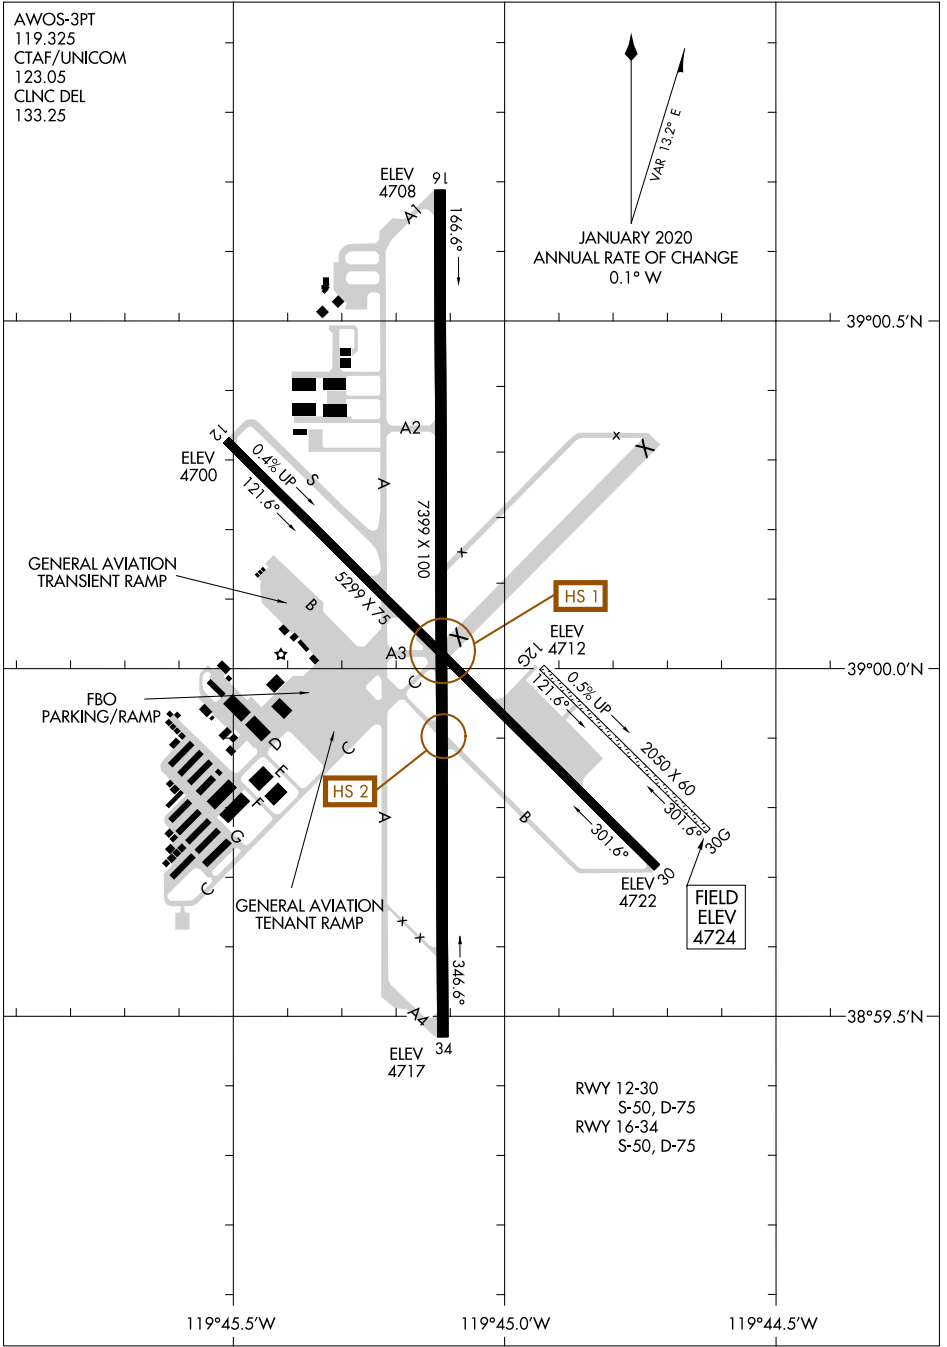 AWOS-3PT
119.325
CTAF/UNICOM
123.05
CLNC DEL
133.25
VAR 13.2° E
JANUARY 2020
ANNUAL RATE OF CHANGE
0.1° W
ELEV
4708
16
A1
166.6°
39°00.5'N
A2
12
ELEV
4700
0.4% UP
121.6°
S
A
7399 X 100
X
X
X
GENERAL AVIATION
TRANSIENT RAMP
B
5299 X 75
HS 1
X
A3
C
ELEV
4712
12G
39°00.0'N
0.5% UP
121.6°
FBO
PARKING/RAMP
D
C
E
F
G
C
HS 2
A
B
2050 X 60
301.6°
30G
301.6°
30
ELEV
4722
FIELD
ELEV
4724
GENERAL AVIATION
TENANT RAMP
X
X
346.6°
A4
38°59.5'N
34
ELEV
4717
RWY 12-30
S-50, D-75
RWY 16-34
S-50, D-75
119°45.5'W
119°45.0'W
119°44.5'W